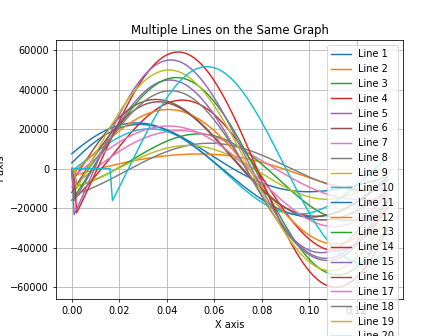 Multiple Lines on the Same Graph
60000
40000
20000
0
−20000
−40000
−60000
0.00
0.02
0.04
0.06
0.08
0.10
X axis
axis
Line 1
Line 2
Line 3
Line 4
Line 5
Line 6
Line 7
Line 8
Line 9
Line 10
Line 11
Line 12
Line 13
Line 14
Line 15
Line 16
Line 17
Line 18
Line 19
Line 20